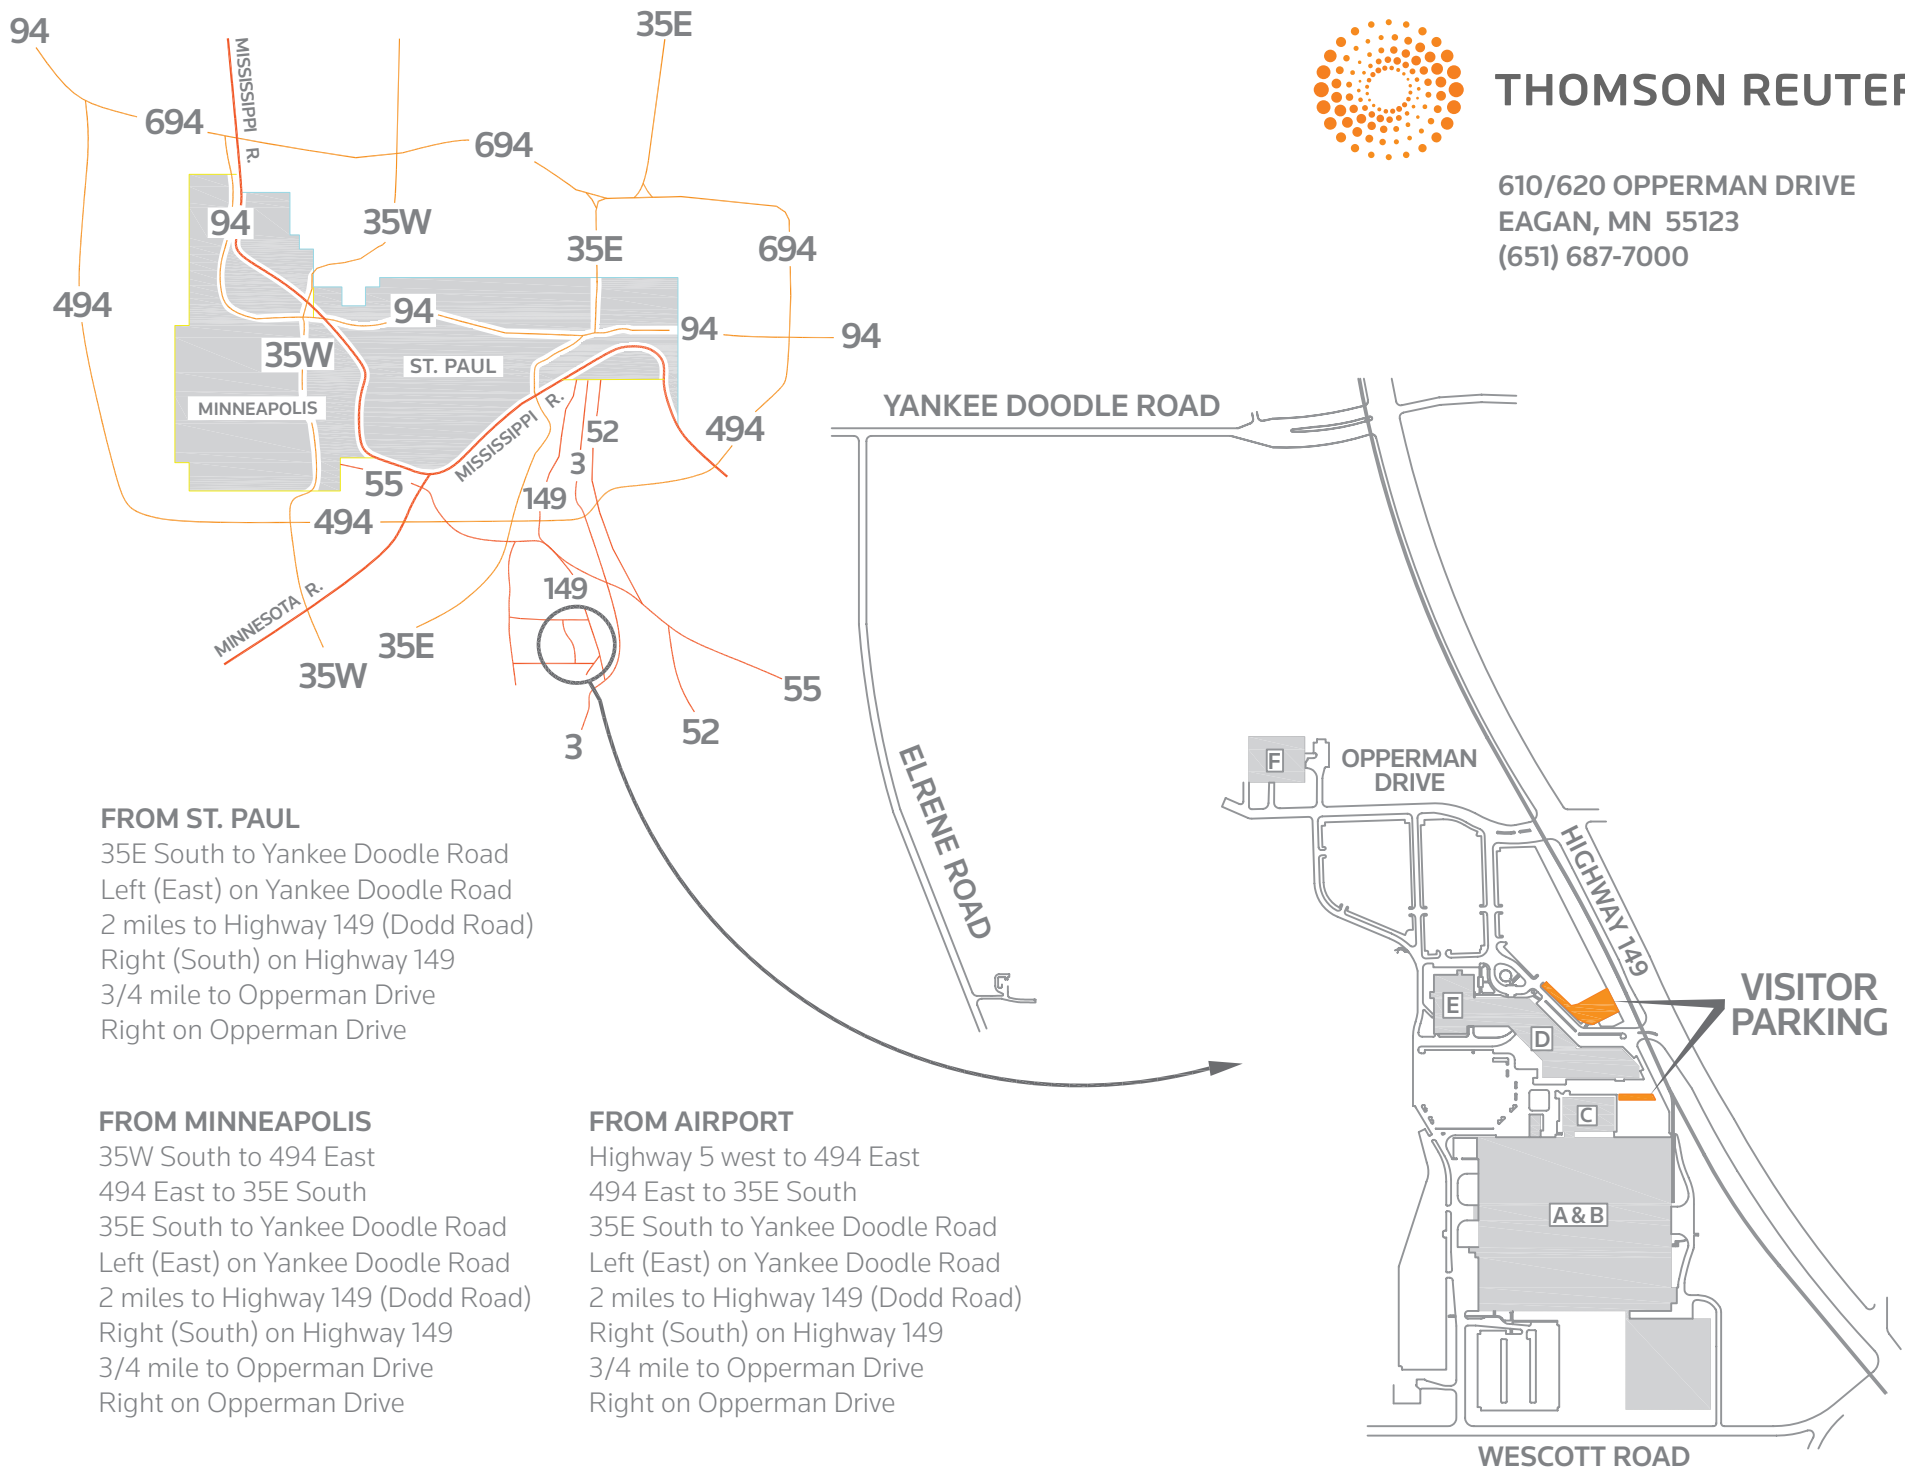 94
35E
MISSISSIPPI R.
694
694
94
35W
35E
694
494
94
94
94
35W
ST. PAUL
MINNEAPOLIS
MISSISSIPPI R.
52
494
3
55
149
494
149
MINNESOTA R.
35E
35W
55
52
3
THOMSON REUTER
610/620 OPPERMAN DRIVE
EAGAN, MN 55123
(651) 687-7000
YANKEE DOODLE ROAD
ELRENE ROAD
F
OPPERMAN
DRIVE
HIGHWAY 149
VISITOR
PARKING
E
D
C
A & B
WESCOTT ROAD
FROM ST. PAUL
35E South to Yankee Doodle Road
Left (East) on Yankee Doodle Road
2 miles to Highway 149 (Dodd Road)
Right (South) on Highway 149
3/4 mile to Opperman Drive
Right on Opperman Drive
FROM MINNEAPOLIS
35W South to 494 East
494 East to 35E South
35E South to Yankee Doodle Road
Left (East) on Yankee Doodle Road
2 miles to Highway 149 (Dodd Road)
Right (South) on Highway 149
3/4 mile to Opperman Drive
Right on Opperman Drive
FROM AIRPORT
Highway 5 west to 494 East
494 East to 35E South
35E South to Yankee Doodle Road
Left (East) on Yankee Doodle Road
2 miles to Highway 149 (Dodd Road)
Right (South) on Highway 149
3/4 mile to Opperman Drive
Right on Opperman Drive